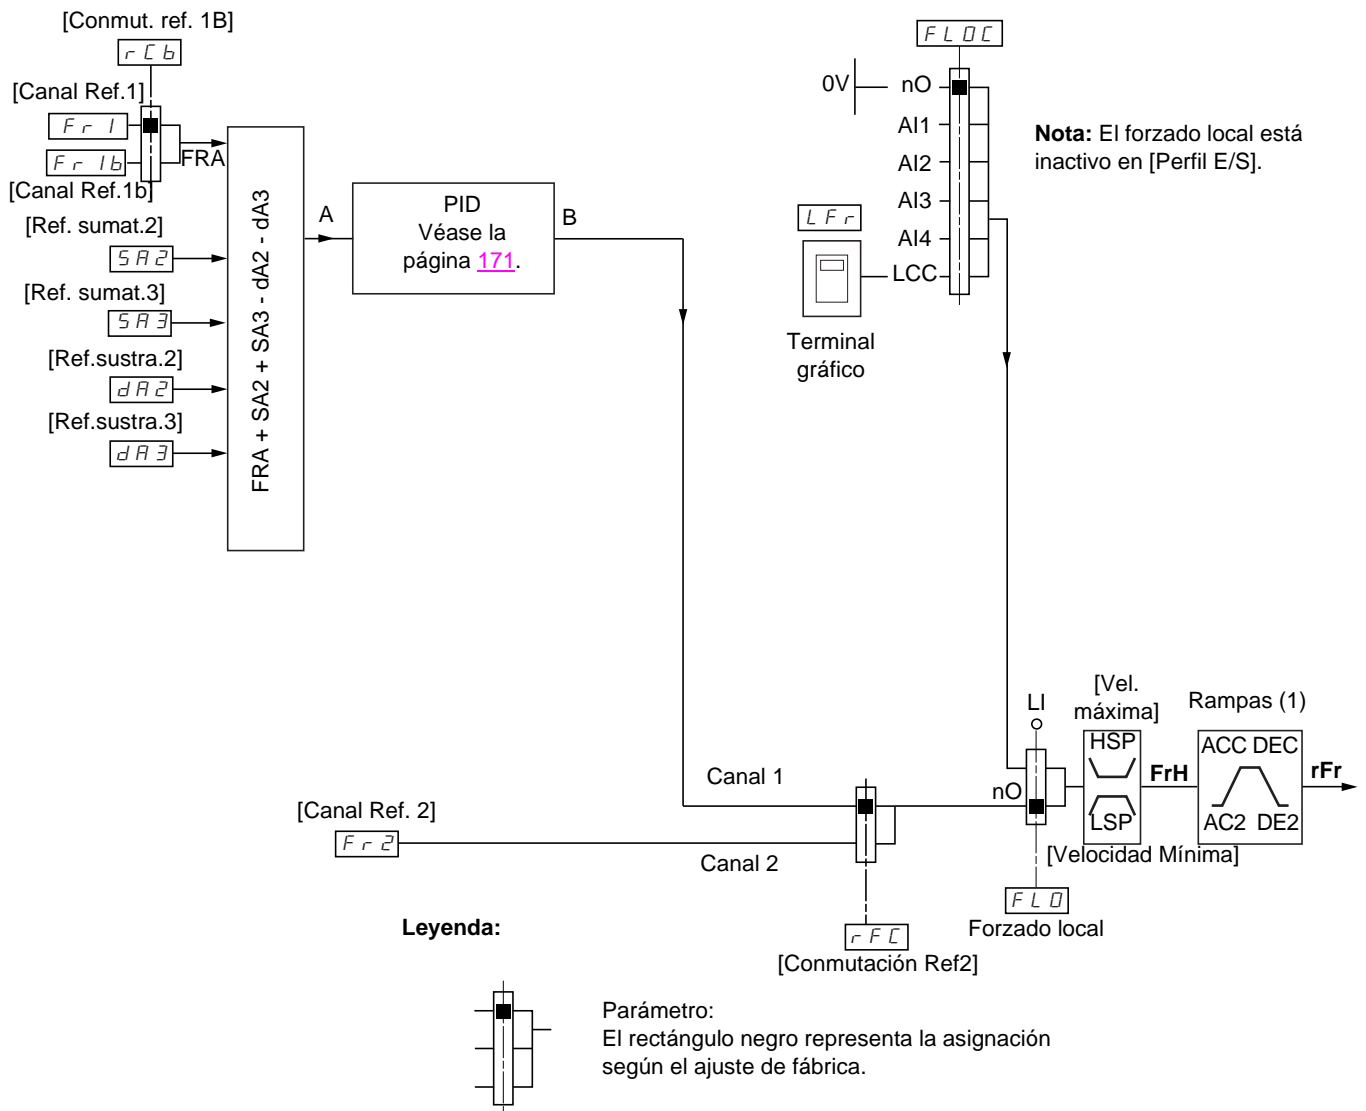 [Conmut. ref. 1B]
rCb
[Canal Ref.1]
Fr1
Fr1b
FRA
[Canal Ref.1b]
[Ref. sumat.2]
SA2
[Ref. sumat.3]
SA3
[Ref.sustra.2]
dA2
[Ref.sustra.3]
dA3
FRA + SA2 + SA3 - dA2 - dA3
A
PID
Véase la
página 171.
B
FLOC
0V
nO
AI1
AI2
AI3
AI4
LCC
LFr
Terminal
gráfico
Nota: El forzado local está
inactivo en [Perfil E/S].
Canal 1
[Canal Ref. 2]
Fr2
Canal 2
rFC
[Conmutación Ref2]
nO
LI
FLO
Forzado local
[Vel.
máxima]
HSP
LSP
[Velocidad Mínima]
FrH
Rampas (1)
ACC DEC
AC2 DE2
rFr
Leyenda:
Parámetro:
El rectángulo negro representa la asignación
según el ajuste de fábrica.